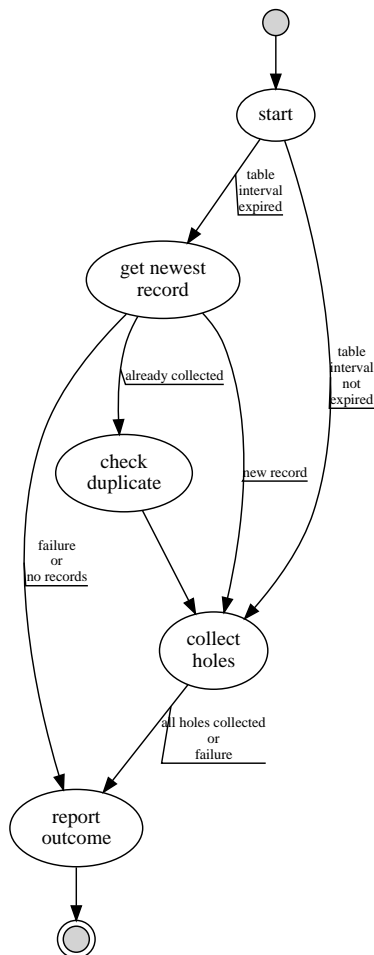 start
table
interval
expired
get newest
record
table
interval
not
expired
already collected
check
duplicate
new record
failure
or
no records
collect
holes
all holes collected
or
failure
report
outcome